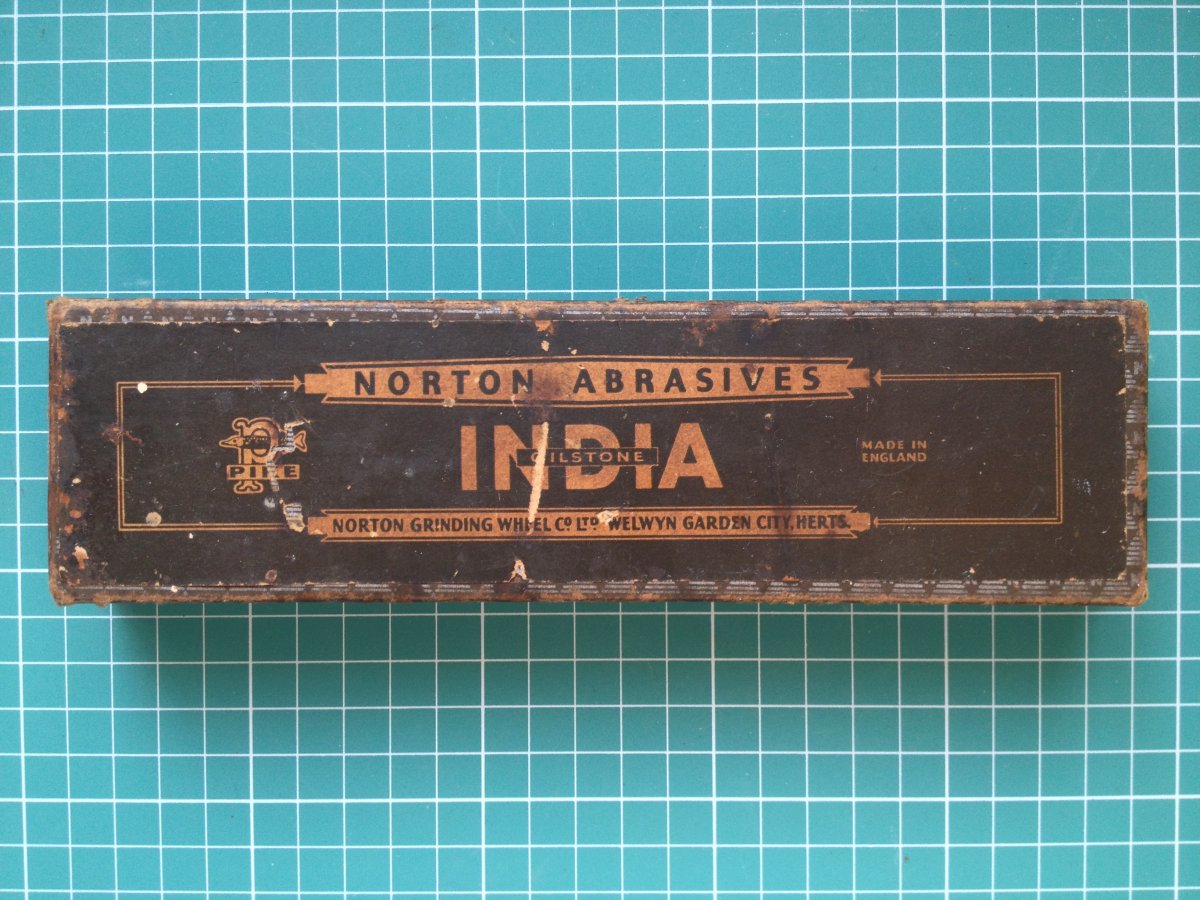 NORTON ABRASIVES
PIKE
INDIA
OILSTONE
MADE IN
ENGLAND
NORTON GRINDING WHEEL CO LTD WELWYN GARDEN CITY, HERTS.